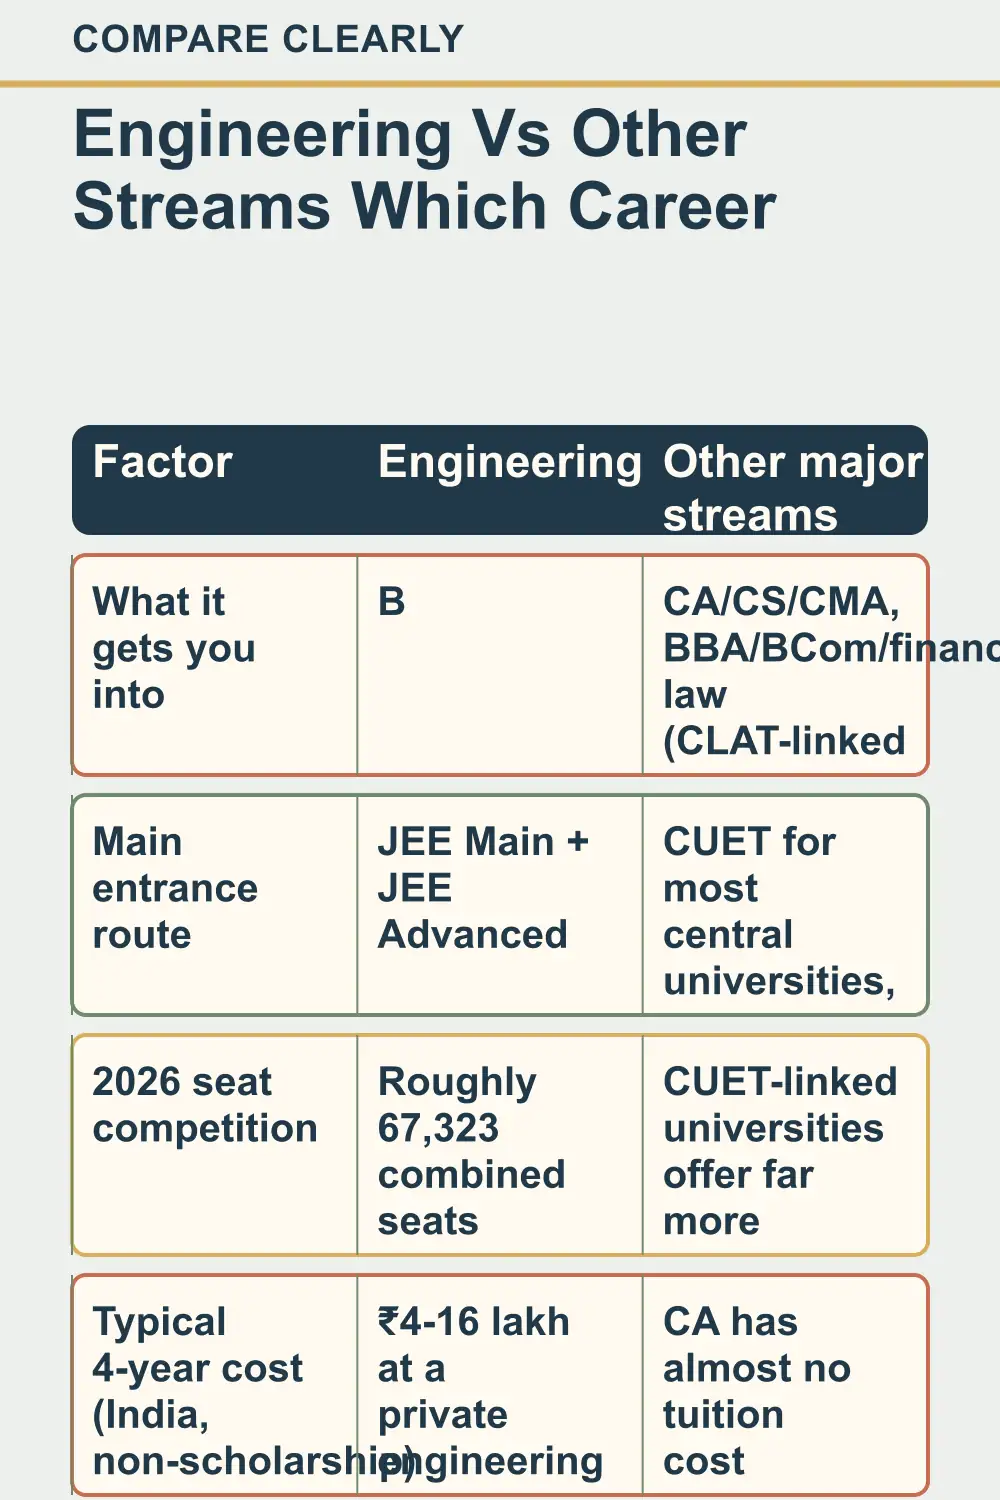 COMPARE CLEARLY
Engineering Vs Other
Streams Which Career
Factor
Engineering
Other major
streams
What it
gets you
into
B
CA/CS/CMA,
BBA/BCom/financ
law
(CLAT-linked
Main
entrance
route
JEE Main +
JEE
Advanced
CUET for
most
central
universities,
2026 seat
competition
Roughly
67,323
combined
seats
CUET-linked
universities
offer far
more
Typical
4-year cost
(India,
non-scholarship)
₹4-16 lakh
at a
private
engineering
CA has
almost no
tuition
cost